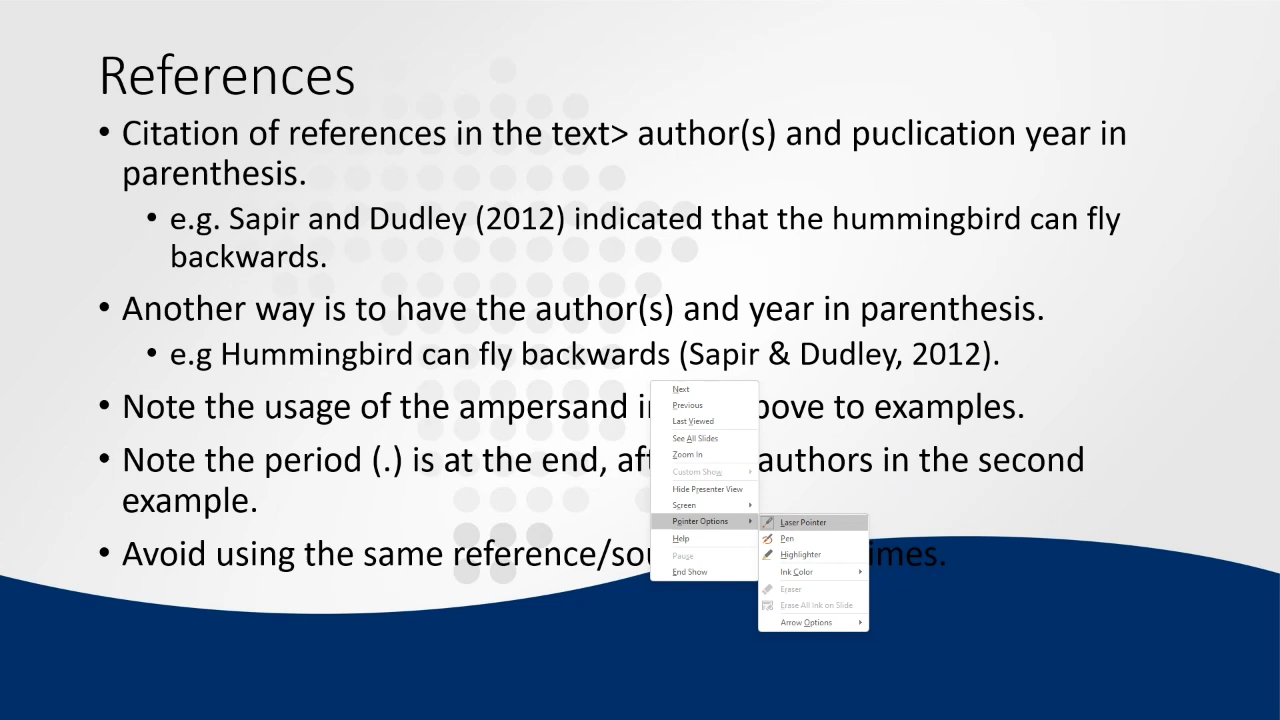 References
• Citation of references in the text> author(s) and puclication year in
parenthesis.
• e.g. Sapir and Dudley (2012) indicated that the hummingbird can fly
backwards.
• Another way is to have the author(s) and year in parenthesis.
• e.g Hummingbird can fly backwards (Sapir & Dudley, 2012).
• Note the usage of the ampersand bove to examples.
• Note the period (.) is at the end, authors in the second
example.
• Avoid using the same reference/ imes.
Next
Previous
Last Viewed
See All Slides
Zoom In
Custom Show
Hide Presenter View
Screen
Pointer Options
Help
Pause
End Show
Laser Pointer
Pen
Highlighter
Ink Color
Eraser
Erase All Ink on Slide
Arrow Options